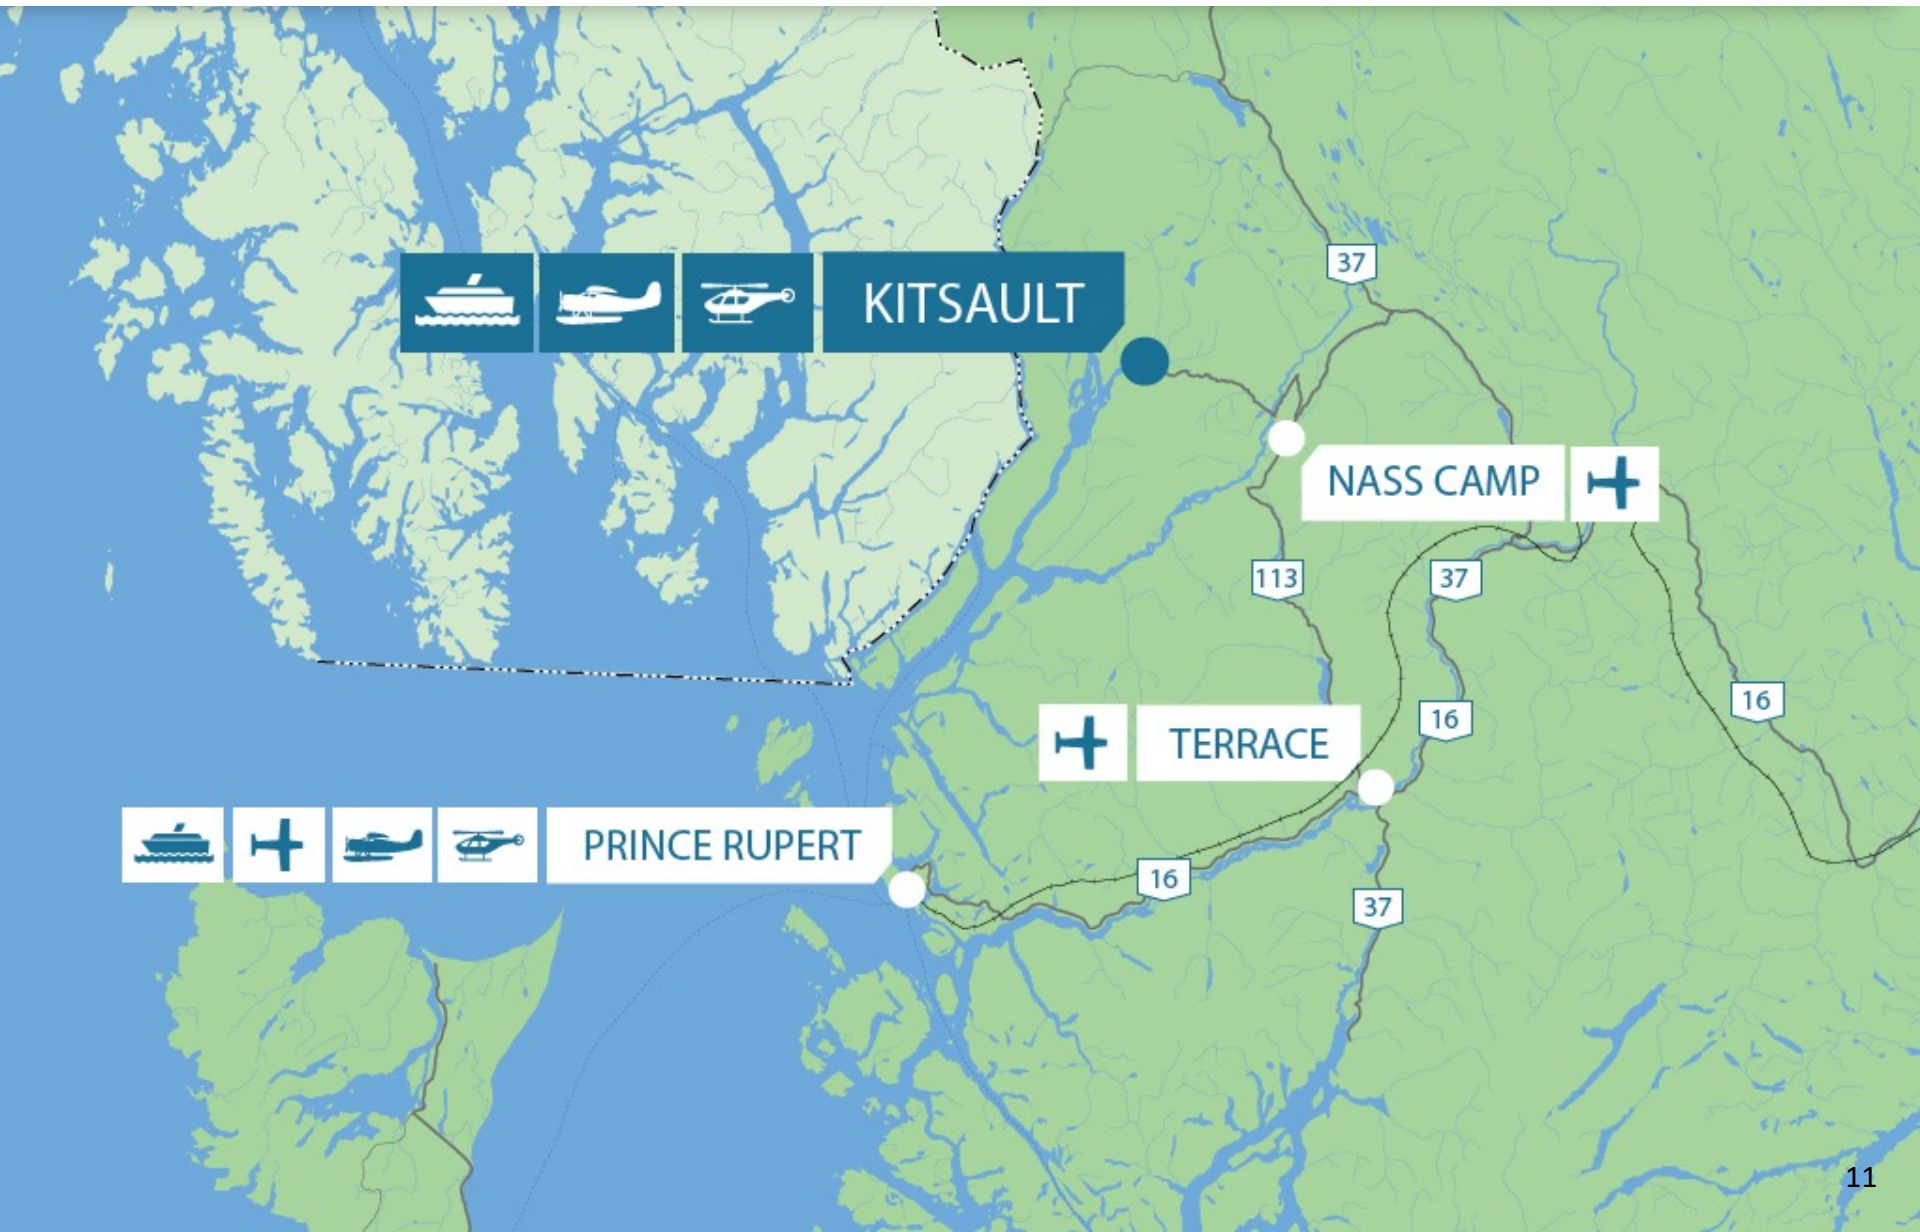 37
KITSAULT
NASS CAMP
113
37
16
16
TERRACE
PRINCE RUPERT
16
37
11